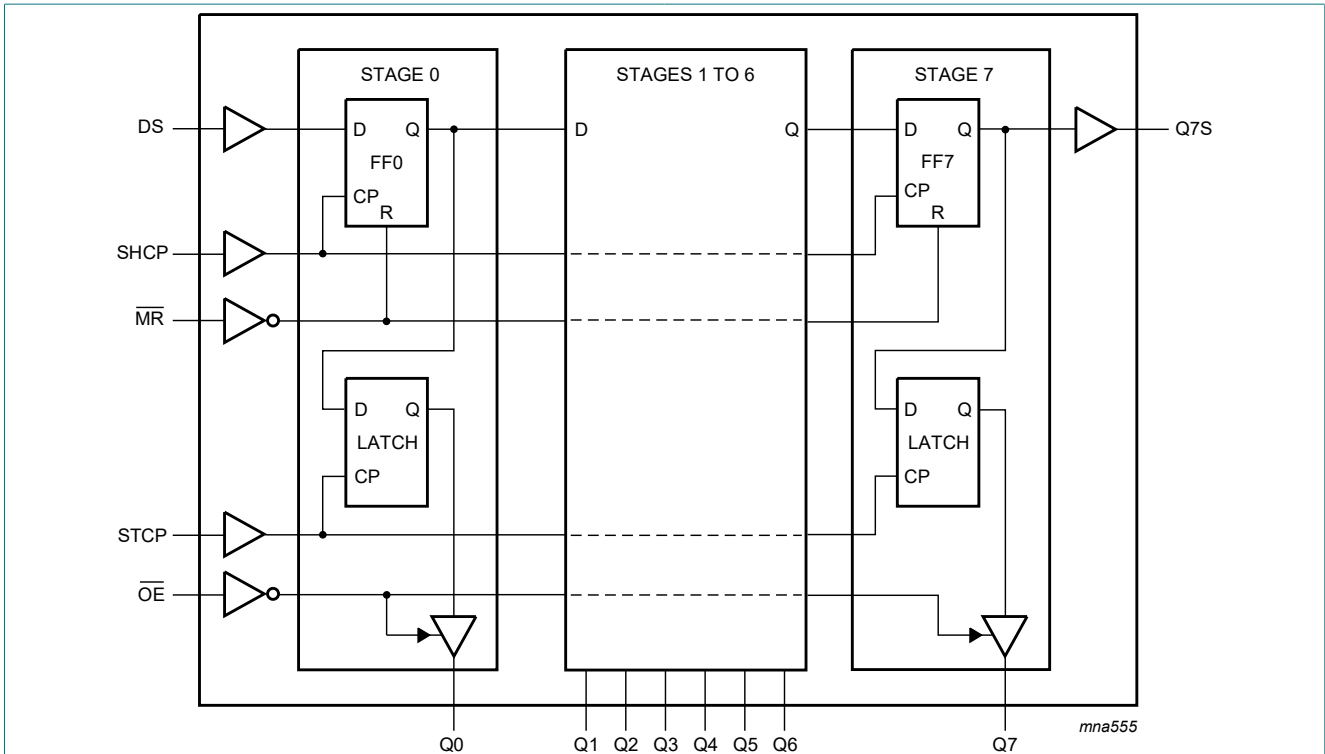 STAGE 0
STAGES 1 TO 6
STAGE 7
DS
D
Q
FF0
CP
R
D
Q
D
Q
FF7
CP
R
Q7S
SHCP
MR
D
Q
LATCH
CP
D
Q
LATCH
CP
STCP
OE
mna555
Q0
Q1 Q2 Q3 Q4 Q5 Q6
Q7